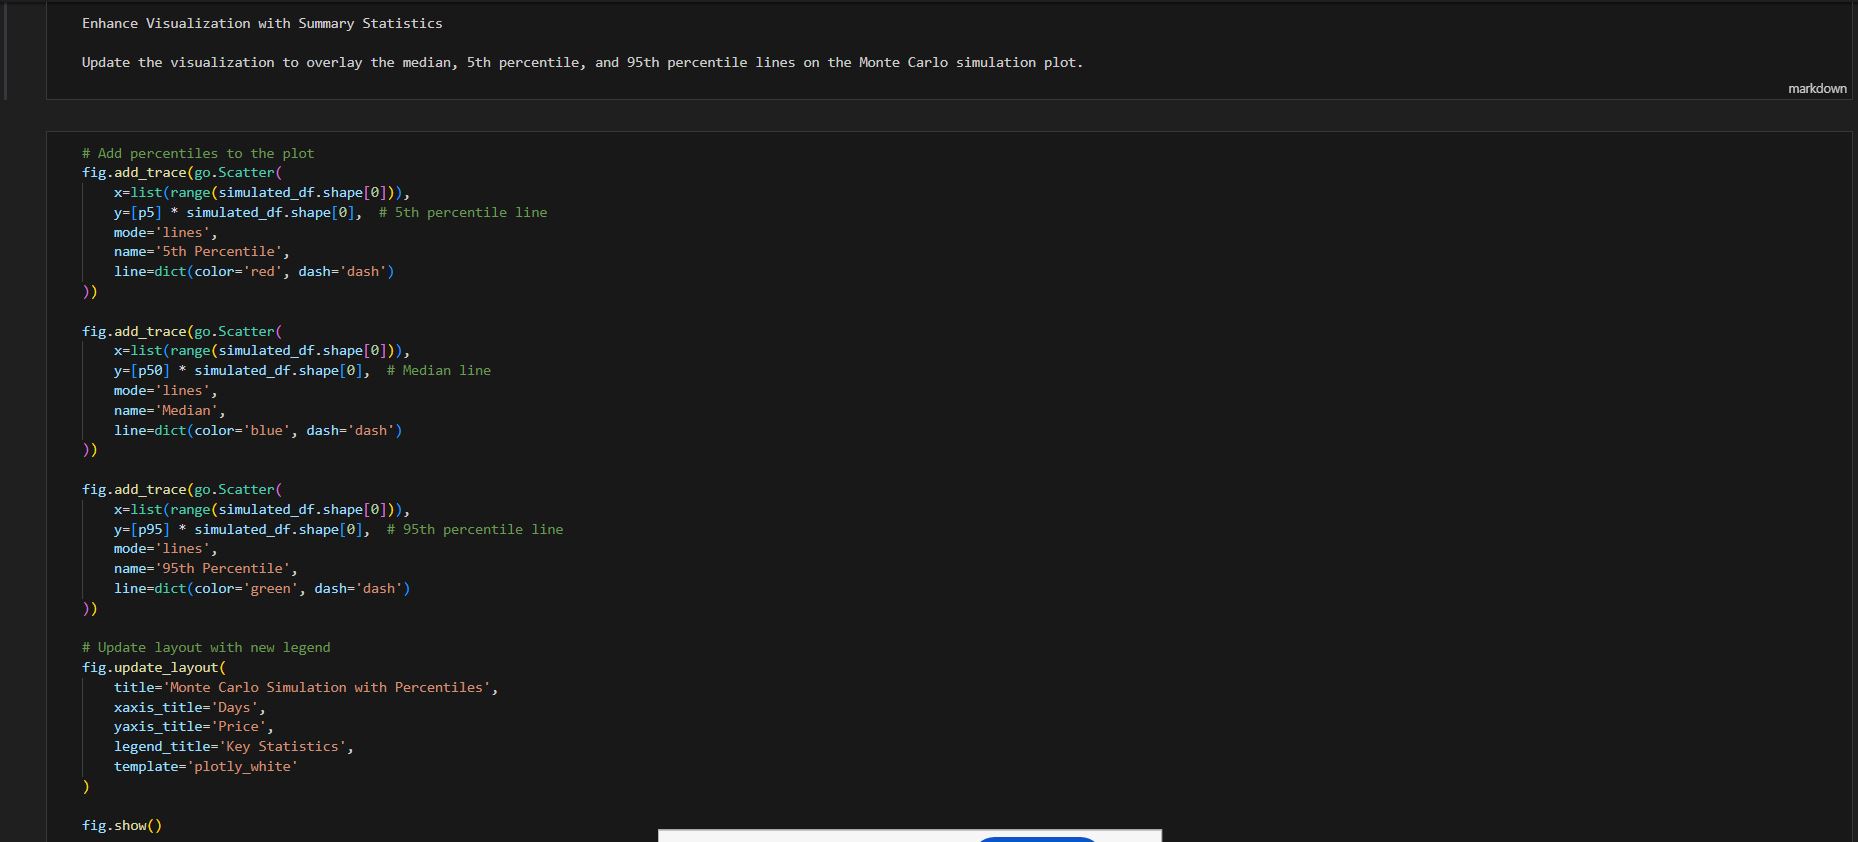 Enhance Visualization with Summary Statistics
Update the visualization to overlay the median, 5th percentile, and 95th percentile lines on the Monte Carlo simulation plot.
markdown
# Add percentiles to the plot
fig.add_trace(go.Scatter(
    x=list(range(simulated_df.shape[0])),
    y=[p5] * simulated_df.shape[0],  # 5th percentile line
    mode='lines',
    name='5th Percentile',
    line=dict(color='red', dash='dash')
))
fig.add_trace(go.Scatter(
    x=list(range(simulated_df.shape[0])),
    y=[p50] * simulated_df.shape[0],  # Median line
    mode='lines',
    name='Median',
    line=dict(color='blue', dash='dash')
))
fig.add_trace(go.Scatter(
    x=list(range(simulated_df.shape[0])),
    y=[p95] * simulated_df.shape[0],  # 95th percentile line
    mode='lines',
    name='95th Percentile',
    line=dict(color='green', dash='dash')
))
# Update layout with new legend
fig.update_layout(
    title='Monte Carlo Simulation with Percentiles',
    xaxis_title='Days',
    yaxis_title='Price',
    legend_title='Key Statistics',
    template='plotly_white'
)
fig.show()